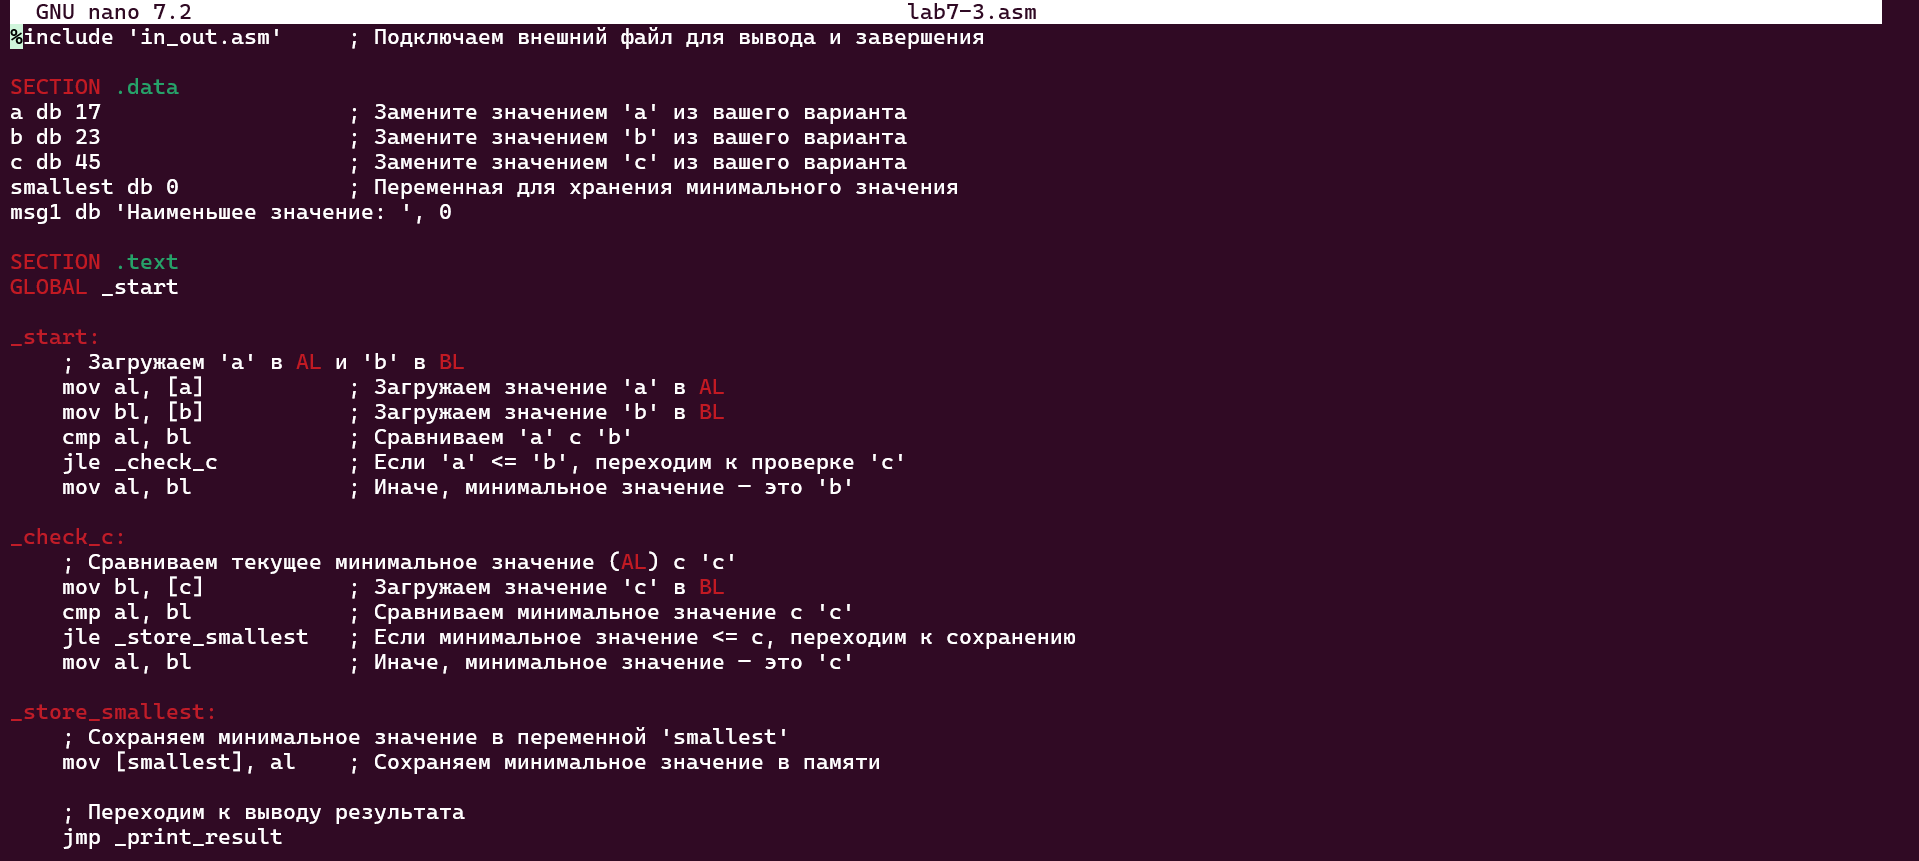 GNU nano 7.2 lab7-3.asm
%include 'in_out.asm'     ; Подключаем внешний файл для вывода и завершения
SECTION .data
a db 17                   ; Замените значением 'a' из вашего варианта
b db 23                   ; Замените значением 'b' из вашего варианта
c db 45                   ; Замените значением 'c' из вашего варианта
smallest db 0             ; Переменная для хранения минимального значения
msg1 db 'Наименьшее значение: ', 0
SECTION .text
GLOBAL _start
_start:
    ; Загружаем 'a' в AL и 'b' в BL
    mov al, [a]           ; Загружаем значение 'a' в AL
    mov bl, [b]           ; Загружаем значение 'b' в BL
    cmp al, bl            ; Сравниваем 'a' с 'b'
    jle _check_c          ; Если 'a' <= 'b', переходим к проверке 'c'
    mov al, bl            ; Иначе, минимальное значение — это 'b'
_check_c:
    ; Сравниваем текущее минимальное значение (AL) с 'c'
    mov bl, [c]           ; Загружаем значение 'c' в BL
    cmp al, bl            ; Сравниваем минимальное значение с 'c'
    jle _store_smallest   ; Если минимальное значение <= c, переходим к сохранению
    mov al, bl            ; Иначе, минимальное значение — это 'c'
_store_smallest:
    ; Сохраняем минимальное значение в переменной 'smallest'
    mov [smallest], al    ; Сохраняем минимальное значение в памяти
    ; Переходим к выводу результата
    jmp _print_result